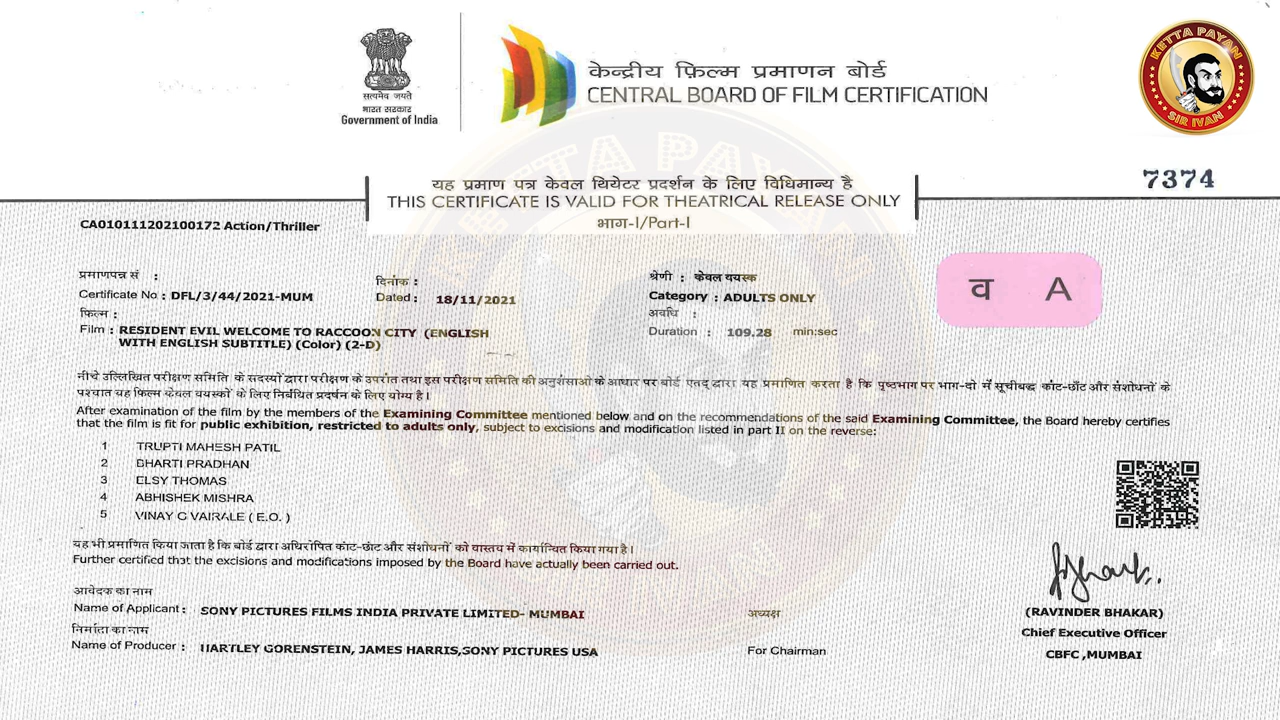 सत्यमेव जयते
भारत सरकार
Government of India
केन्द्रीय फ़िल्म प्रमाणन बोर्ड
CENTRAL BOARD OF FILM CERTIFICATION
KETTA PAYAN
SIR IVAN
7374
यह प्रमाण पत्र केवल थियेटर प्रदर्शन के लिए विधिमान्य है
THIS CERTIFICATE IS VALID FOR THEATRICAL RELEASE ONLY
भाग-I/Part-I
CA010111202100172 Action/Thriller
प्रमाणपत्र सं :
दिनांक :
श्रेणी : केवल वयस्क
व A
Certificate No : DFL/3/44/2021-MUM
Dated : 18/11/2021
Category : ADULTS ONLY
फिल्म :
अवधि :
Film : RESIDENT EVIL WELCOME TO RACCOON CITY (ENGLISH
WITH ENGLISH SUBTITLE) (Color) (2-D)
Duration : 109.28 min:sec
नीचे उल्लिखित परीक्षण समिति के सदस्यों द्वारा परीक्षण के उपरांत तथा इस परीक्षण समिति की अनुशंसाओ के आधार पर बोर्ड एतद् द्वारा यह प्रमाणित करता है कि पृष्ठभाग पर भाग-दो में सूचीबद्ध कांट-छाँट और संशोधनों के
पश्चात यह फिल्म केवल वयस्कों के लिए निर्बंधित प्रदर्शन के लिए योग्य है।
After examination of the film by the members of the Examining Committee mentioned below and on the recommendations of the said Examining Committee, the Board hereby certifies
that the film is fit for public exhibition, restricted to adults only, subject to excisions and modification listed in part II on the reverse:
1 TRUPTI MAHESH PATIL
2 BHARTI PRADHAN
3 ELSY THOMAS
4 ABHISHEK MISHRA
5 VINAY C VAIRALE ( E.O. )
यह भी प्रमाणित किया जाता है कि बोर्ड द्वारा अधिरोपित कांट-छांट और संशोधनों को वास्तव में कार्यान्वित किया गया है।
Further certified that the excisions and modifications imposed by the Board have actually been carried out.
आवेदक का नाम
Name of Applicant : SONY PICTURES FILMS INDIA PRIVATE LIMITED- MUMBAI
अध्यक्ष
(RAVINDER BHAKAR)
निर्माता का नाम
Chief Executive Officer
Name of Producer : HARTLEY GORENSTEIN, JAMES HARRIS,SONY PICTURES USA
For Chairman
CBFC ,MUMBAI